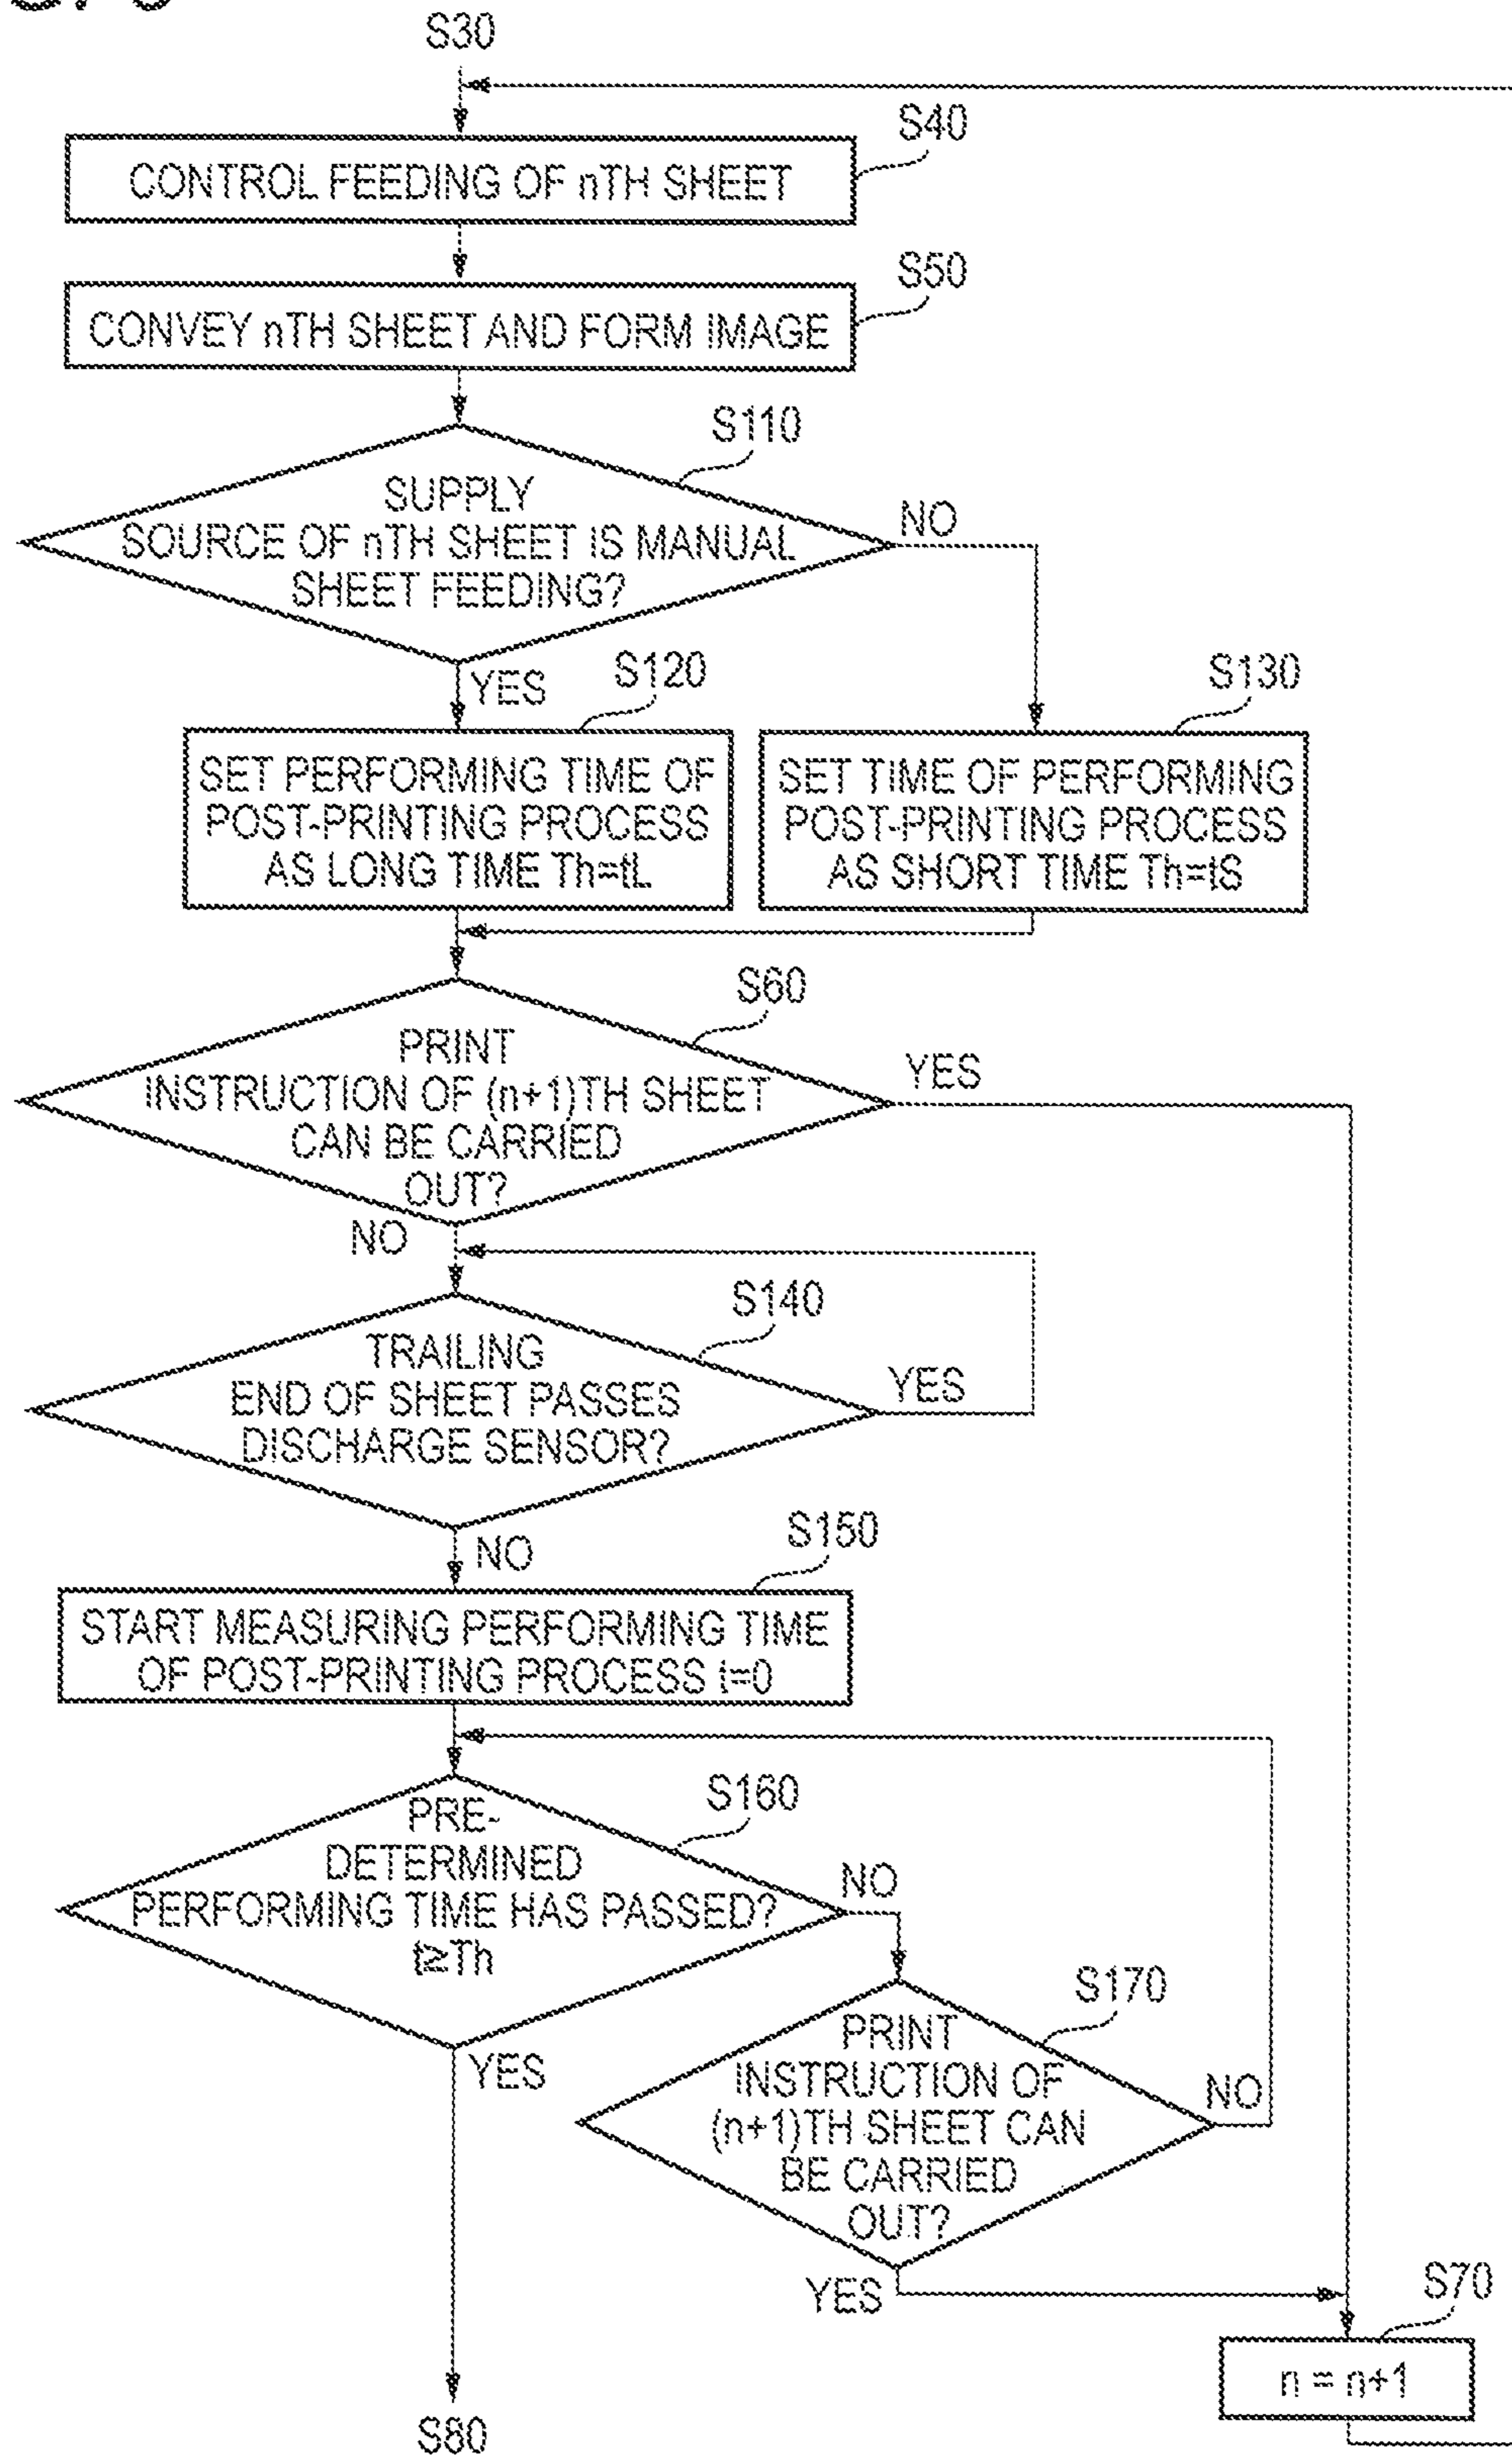 S30
S40
CONTROL FEEDING OF nTH SHEET
S50
CONVEY nTH SHEET AND FORM IMAGE
S110
SUPPLY
SOURCE OF nTH SHEET IS MANUAL
SHEET FEEDING?
NO
YES
S120
SET PERFORMING TIME OF
POST-PRINTING PROCESS
AS LONG TIME Th=tL
S130
SET TIME OF PERFORMING
POST-PRINTING PROCESS
AS SHORT TIME Th=tS
S60
PRINT
INSTRUCTION OF (n+1)TH SHEET
CAN BE CARRIED
OUT?
YES
NO
S140
TRAILING
END OF SHEET PASSES
DISCHARGE SENSOR?
YES
NO
S150
START MEASURING PERFORMING TIME
OF POST-PRINTING PROCESS t=0
S160
PRE-
DETERMINED
PERFORMING TIME HAS PASSED?
t≥Th
NO
YES
S170
PRINT
INSTRUCTION OF
(n+1)TH SHEET CAN
BE CARRIED
OUT?
NO
YES
S70
n = n+1
S80